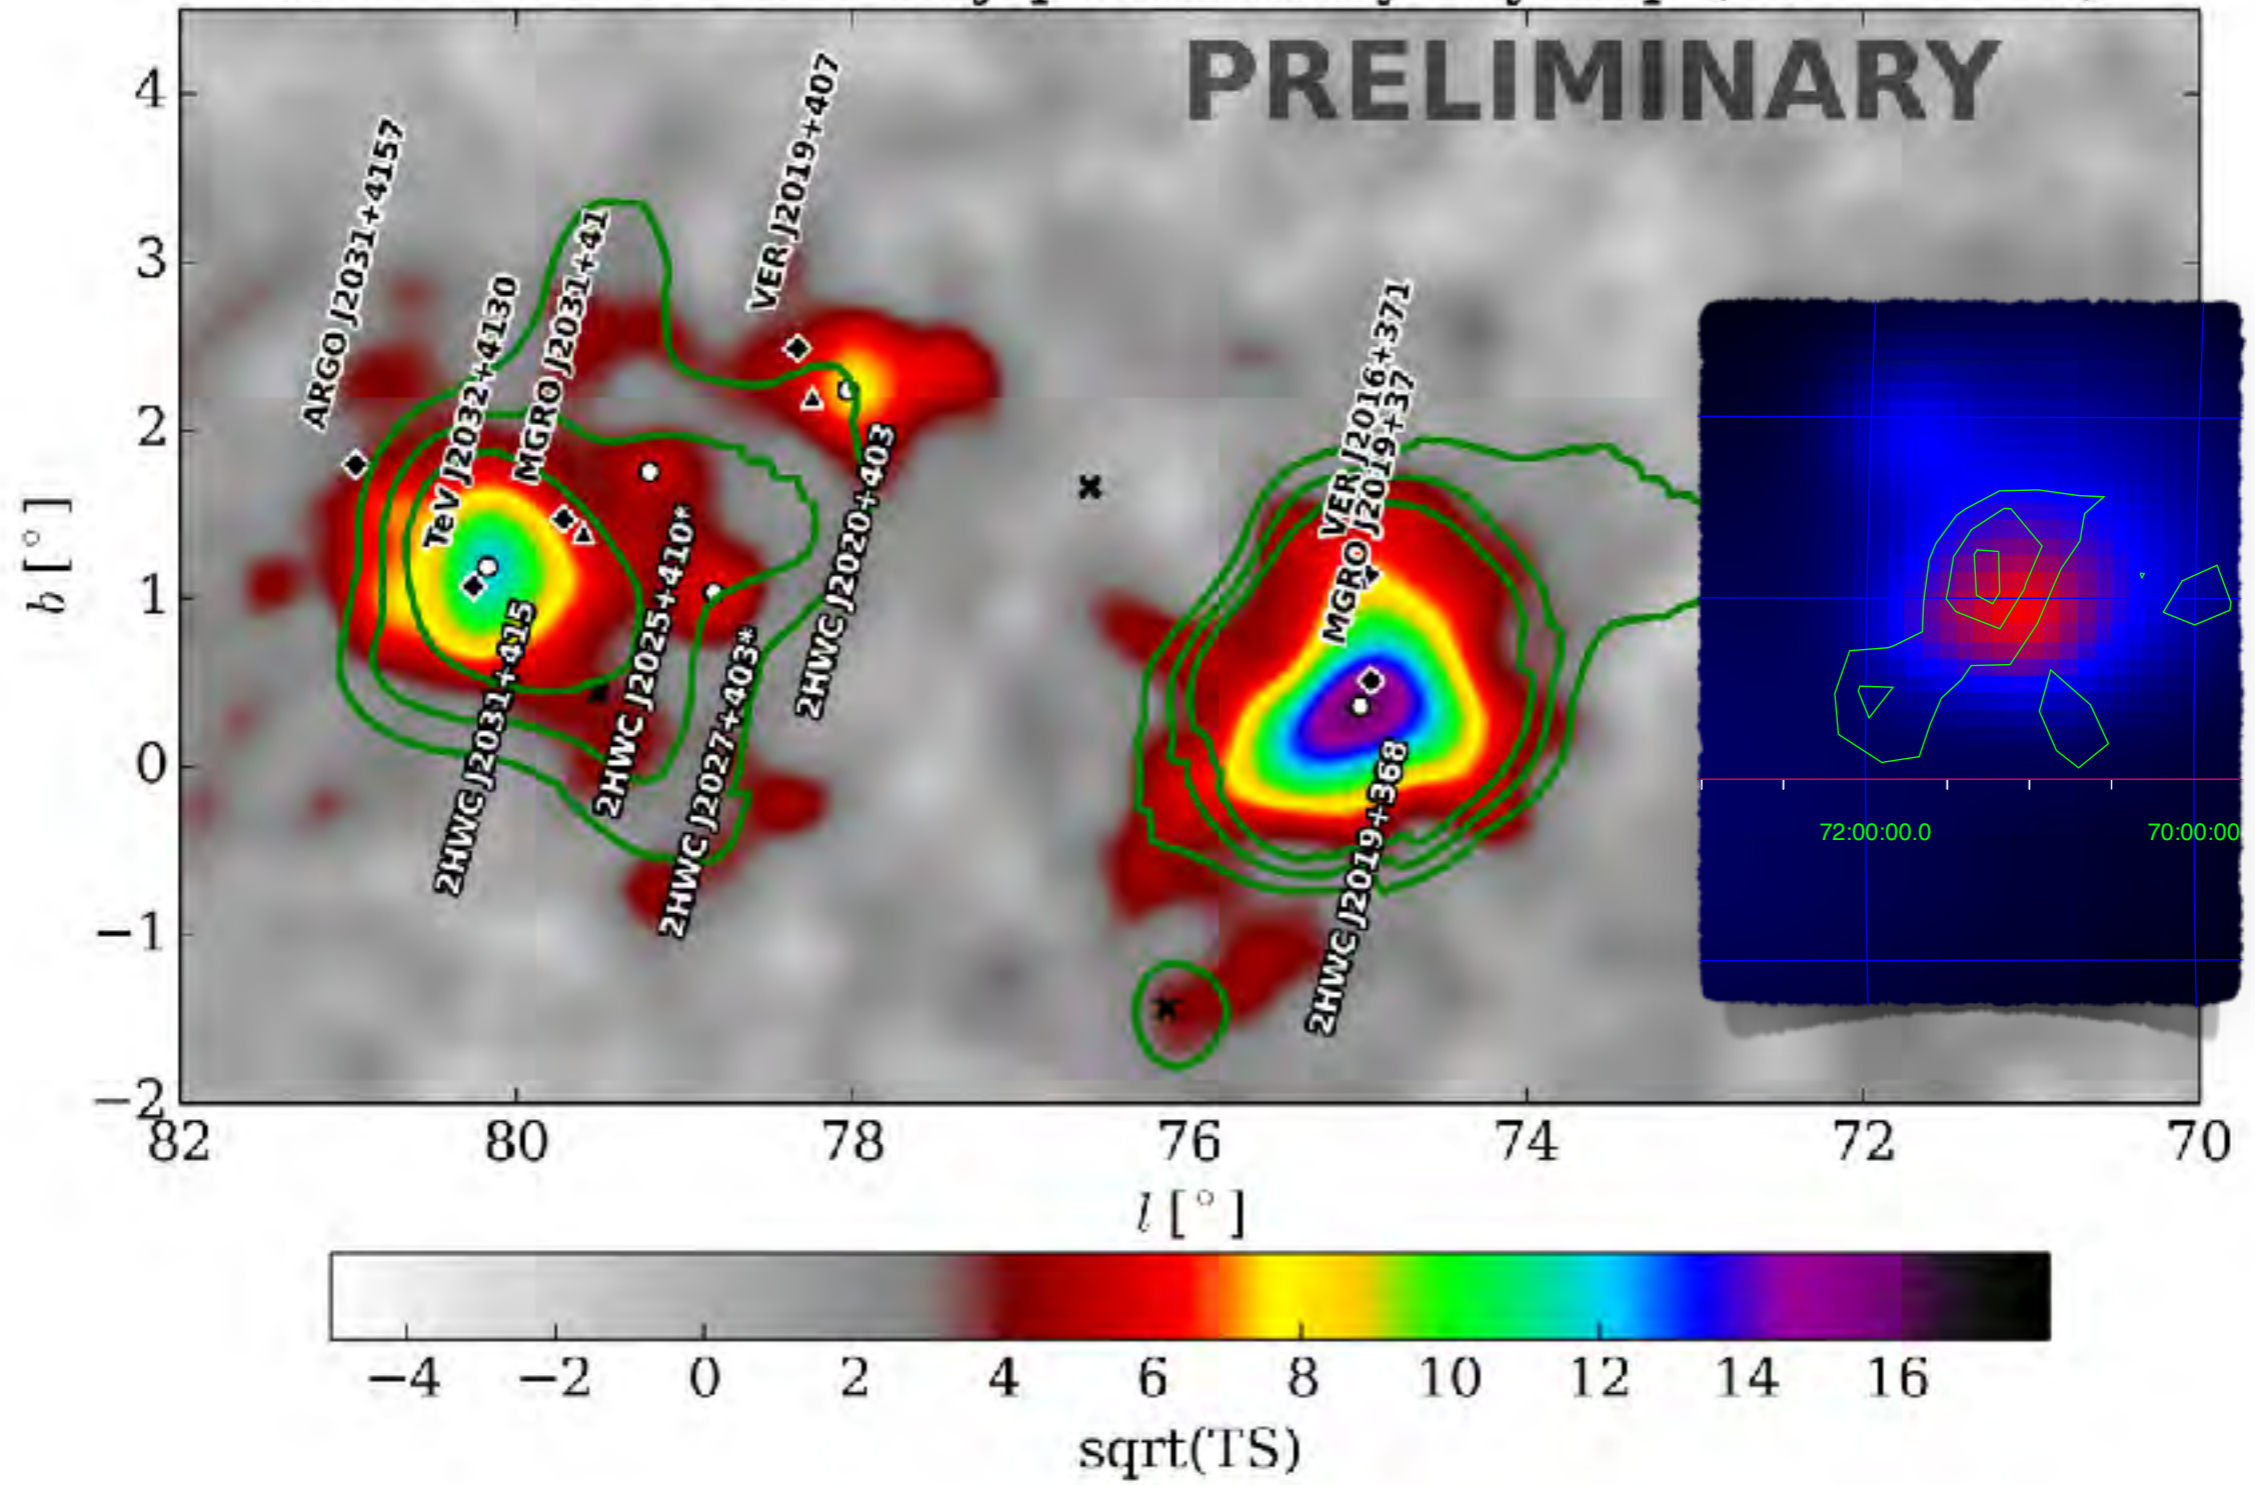 PRELIMINARY
ARGO J2031+4157
TeV J2032+4130
MGRO J2031+41
VER J2019+407
VER J2016+371
MGRO J2019+37
2HWC J2031+415
2HWC J2025+410*
2HWC J2027+403*
2HWC J2020+403
2HWC J2019+368
72:00:00.0
70:00:00
4
3
2
1
0
−1
−2
b [°]
82 80 78 76 74 72 70
l [°]
−4 −2 0 2 4 6 8 10 12 14 16
sqrt(TS)